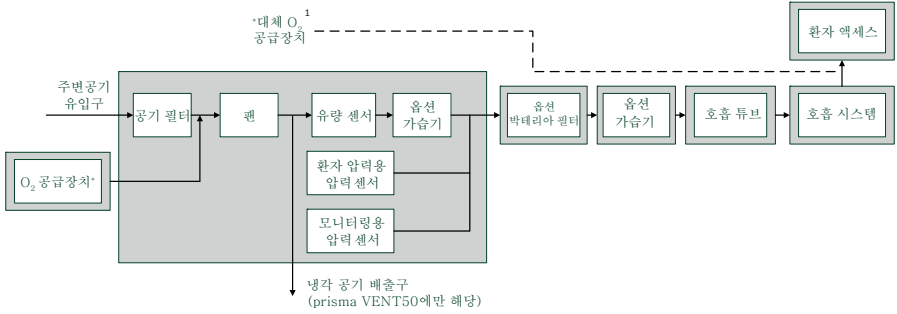 *대체 O₂ 1
공급장치
환자 액세스
주변공기
유입구
공기 필터
팬
유량 센서
옵션
가습기
옵션
박테리아 필터
옵션
가습기
호흡 튜브
호흡 시스템
O₂ 공급장치*
환자 압력용
압력 센서
모니터링용
압력 센서
냉각 공기 배출구
(prisma VENT50에만 해당)